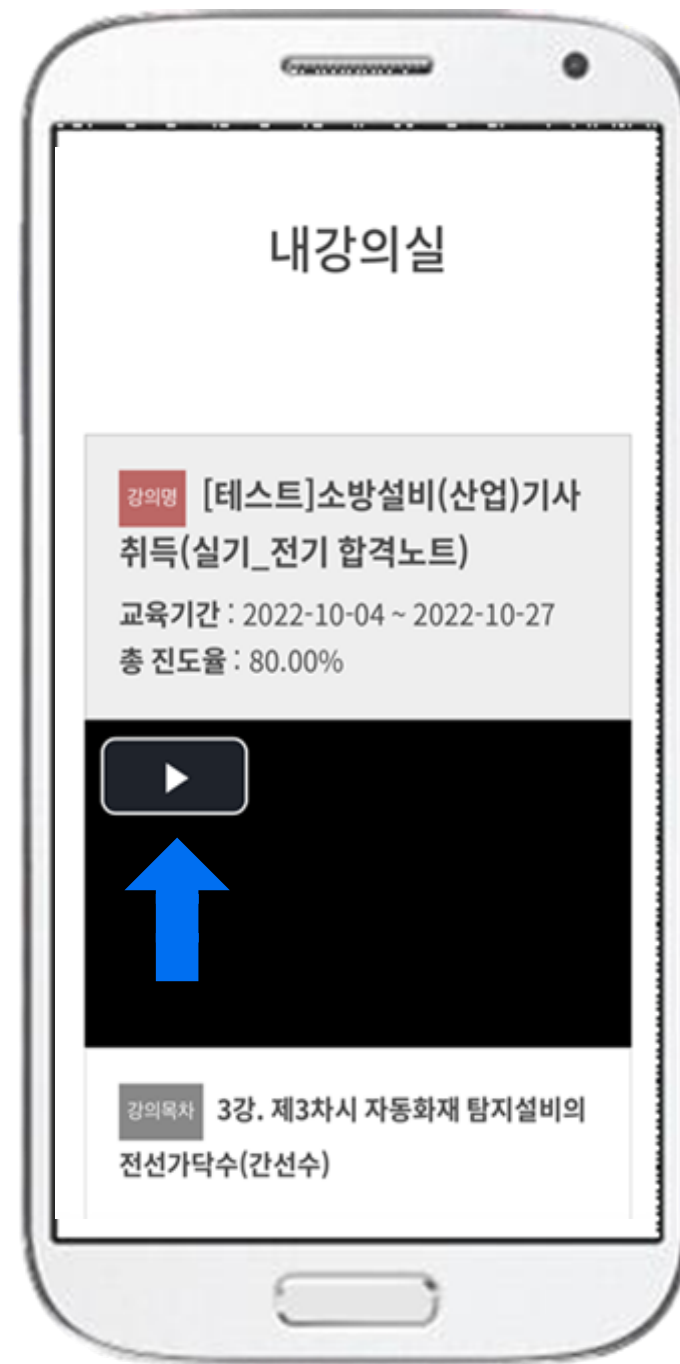 내강의실
강의명 [테스트]소방설비(산업)기사
취득(실기_전기 합격노트)
교육기간 : 2022-10-04 ~ 2022-10-27
총 진도율 : 80.00%
강의목차 3강. 제3차시 자동화재 탐지설비의
전선가닥수(간선수)